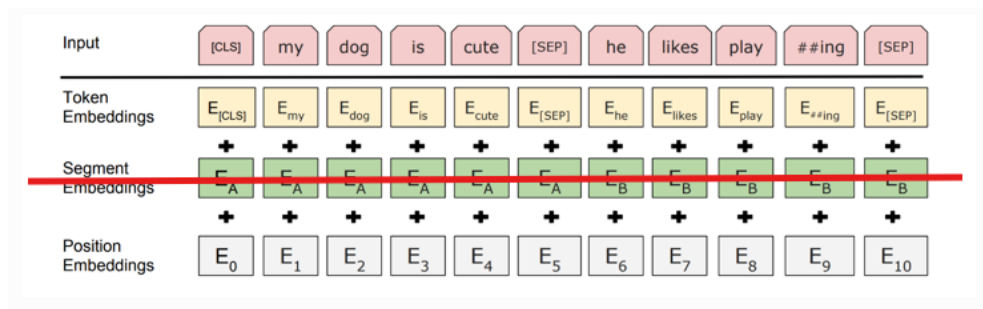 Input [CLS] my dog is cute [SEP] he likes play ##ing [SEP]
Token
Embeddings E[CLS] Emy Edog Eis Ecute E[SEP] Ehe Elikes Eplay E##ing E[SEP]
+ + + + + + + + + + +
Segment
Embeddings EA EA EA EA EA EA EB EB EB EB EB
+ + + + + + + + + + +
Position
Embeddings E0 E1 E2 E3 E4 E5 E6 E7 E8 E9 E10